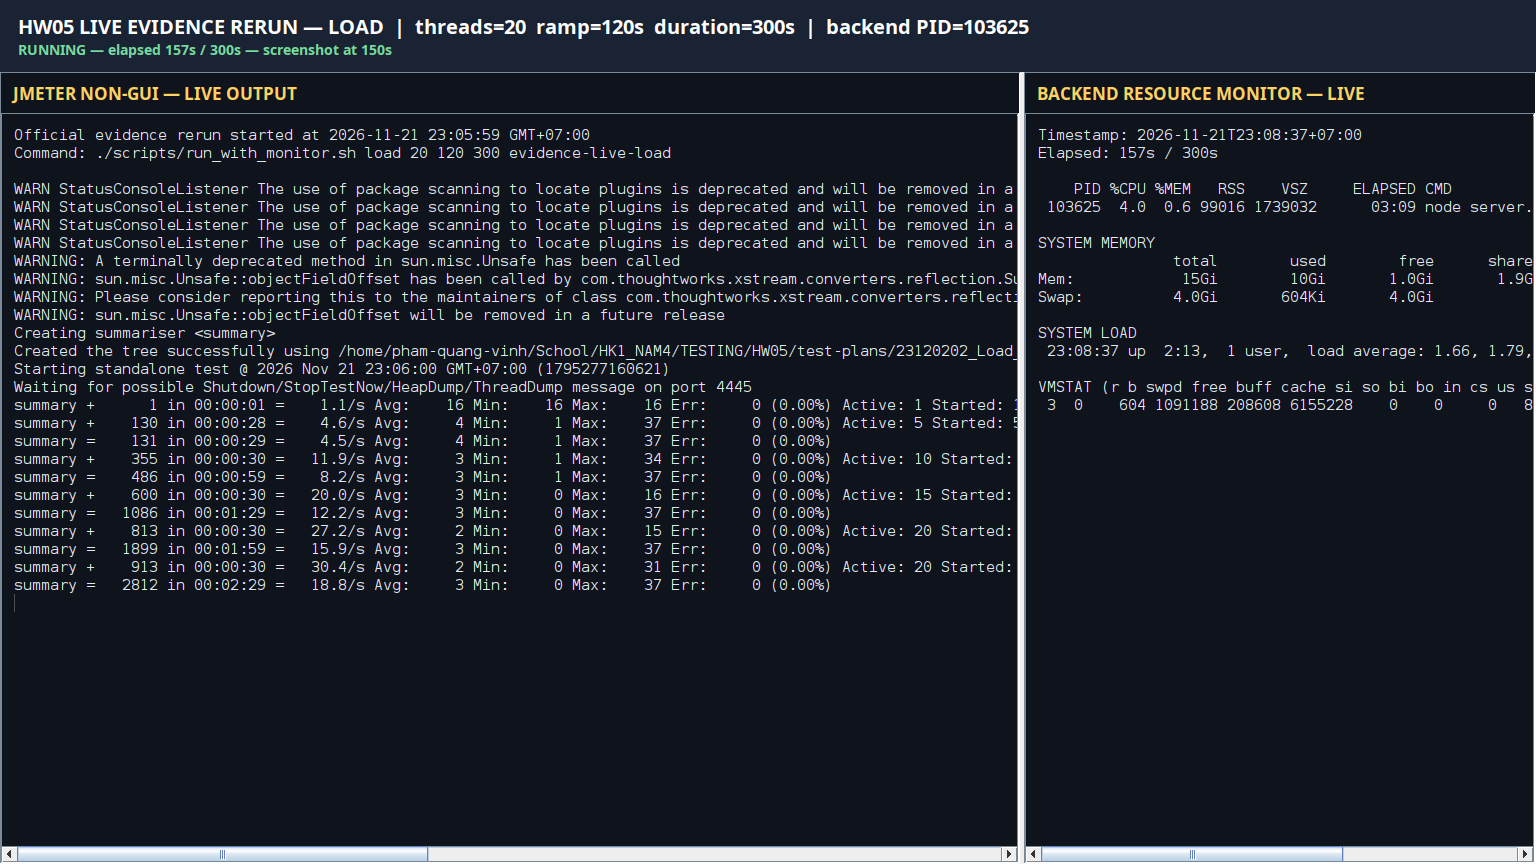 HW05 LIVE EVIDENCE RERUN — LOAD | threads=20 ramp=120s duration=300s | backend PID=103625
RUNNING — elapsed 157s / 300s — screenshot at 150s
JMETER NON-GUI — LIVE OUTPUT
Official evidence rerun started at 2026-11-21 23:05:59 GMT+07:00
Command: ./scripts/run_with_monitor.sh load 20 120 300 evidence-live-load
WARN StatusConsoleListener The use of package scanning to locate plugins is deprecated and will be removed in a
WARN StatusConsoleListener The use of package scanning to locate plugins is deprecated and will be removed in a
WARN StatusConsoleListener The use of package scanning to locate plugins is deprecated and will be removed in a
WARN StatusConsoleListener The use of package scanning to locate plugins is deprecated and will be removed in a
WARNING: A terminally deprecated method in sun.misc.Unsafe has been called
WARNING: sun.misc.Unsafe::objectFieldOffset has been called by com.thoughtworks.xstream.converters.reflection.Su
WARNING: Please consider reporting this to the maintainers of class com.thoughtworks.xstream.converters.reflecti
WARNING: sun.misc.Unsafe::objectFieldOffset will be removed in a future release
Creating summariser <summary>
Created the tree successfully using /home/pham-quang-vinh/School/HK1_NAM4/TESTING/HW05/test-plans/23120202_Load_
Starting standalone test @ 2026 Nov 21 23:06:00 GMT+07:00 (1795277160621)
Waiting for possible Shutdown/StopTestNow/HeapDump/ThreadDump message on port 4445
summary +      1 in 00:00:01 =    1.1/s Avg:    16 Min:    16 Max:    16 Err:     0 (0.00%) Active: 1 Started: 1
summary +    130 in 00:00:28 =    4.6/s Avg:     4 Min:     1 Max:    37 Err:     0 (0.00%) Active: 5 Started: 5
summary =    131 in 00:00:29 =    4.5/s Avg:     4 Min:     1 Max:    37 Err:     0 (0.00%)
summary +    355 in 00:00:30 =   11.9/s Avg:     3 Min:     1 Max:    34 Err:     0 (0.00%) Active: 10 Started:
summary =    486 in 00:00:59 =    8.2/s Avg:     3 Min:     1 Max:    37 Err:     0 (0.00%)
summary +    600 in 00:00:30 =   20.0/s Avg:     3 Min:     0 Max:    16 Err:     0 (0.00%) Active: 15 Started:
summary =   1086 in 00:01:29 =   12.2/s Avg:     3 Min:     0 Max:    37 Err:     0 (0.00%)
summary +    813 in 00:00:30 =   27.2/s Avg:     2 Min:     0 Max:    15 Err:     0 (0.00%) Active: 20 Started:
summary =   1899 in 00:01:59 =   15.9/s Avg:     3 Min:     0 Max:    37 Err:     0 (0.00%)
summary +    913 in 00:00:30 =   30.4/s Avg:     2 Min:     0 Max:    31 Err:     0 (0.00%) Active: 20 Started:
summary =   2812 in 00:02:29 =   18.8/s Avg:     3 Min:     0 Max:    37 Err:     0 (0.00%)
BACKEND RESOURCE MONITOR — LIVE
Timestamp: 2026-11-21T23:08:37+07:00
Elapsed: 157s / 300s
PID %CPU %MEM   RSS    VSZ     ELAPSED CMD
103625  4.0  0.6 99016 1739032      03:09 node server.
SYSTEM MEMORY
total        used        free      share
Mem:            15Gi        10Gi       1.0Gi       1.9G
Swap:          4.0Gi       604Ki       4.0Gi
SYSTEM LOAD
23:08:37 up  2:13,  1 user,  load average: 1.66, 1.79,
VMSTAT (r b swpd free buff cache si so bi bo in cs us s
3  0    604 1091188 208608 6155228    0    0     0   8